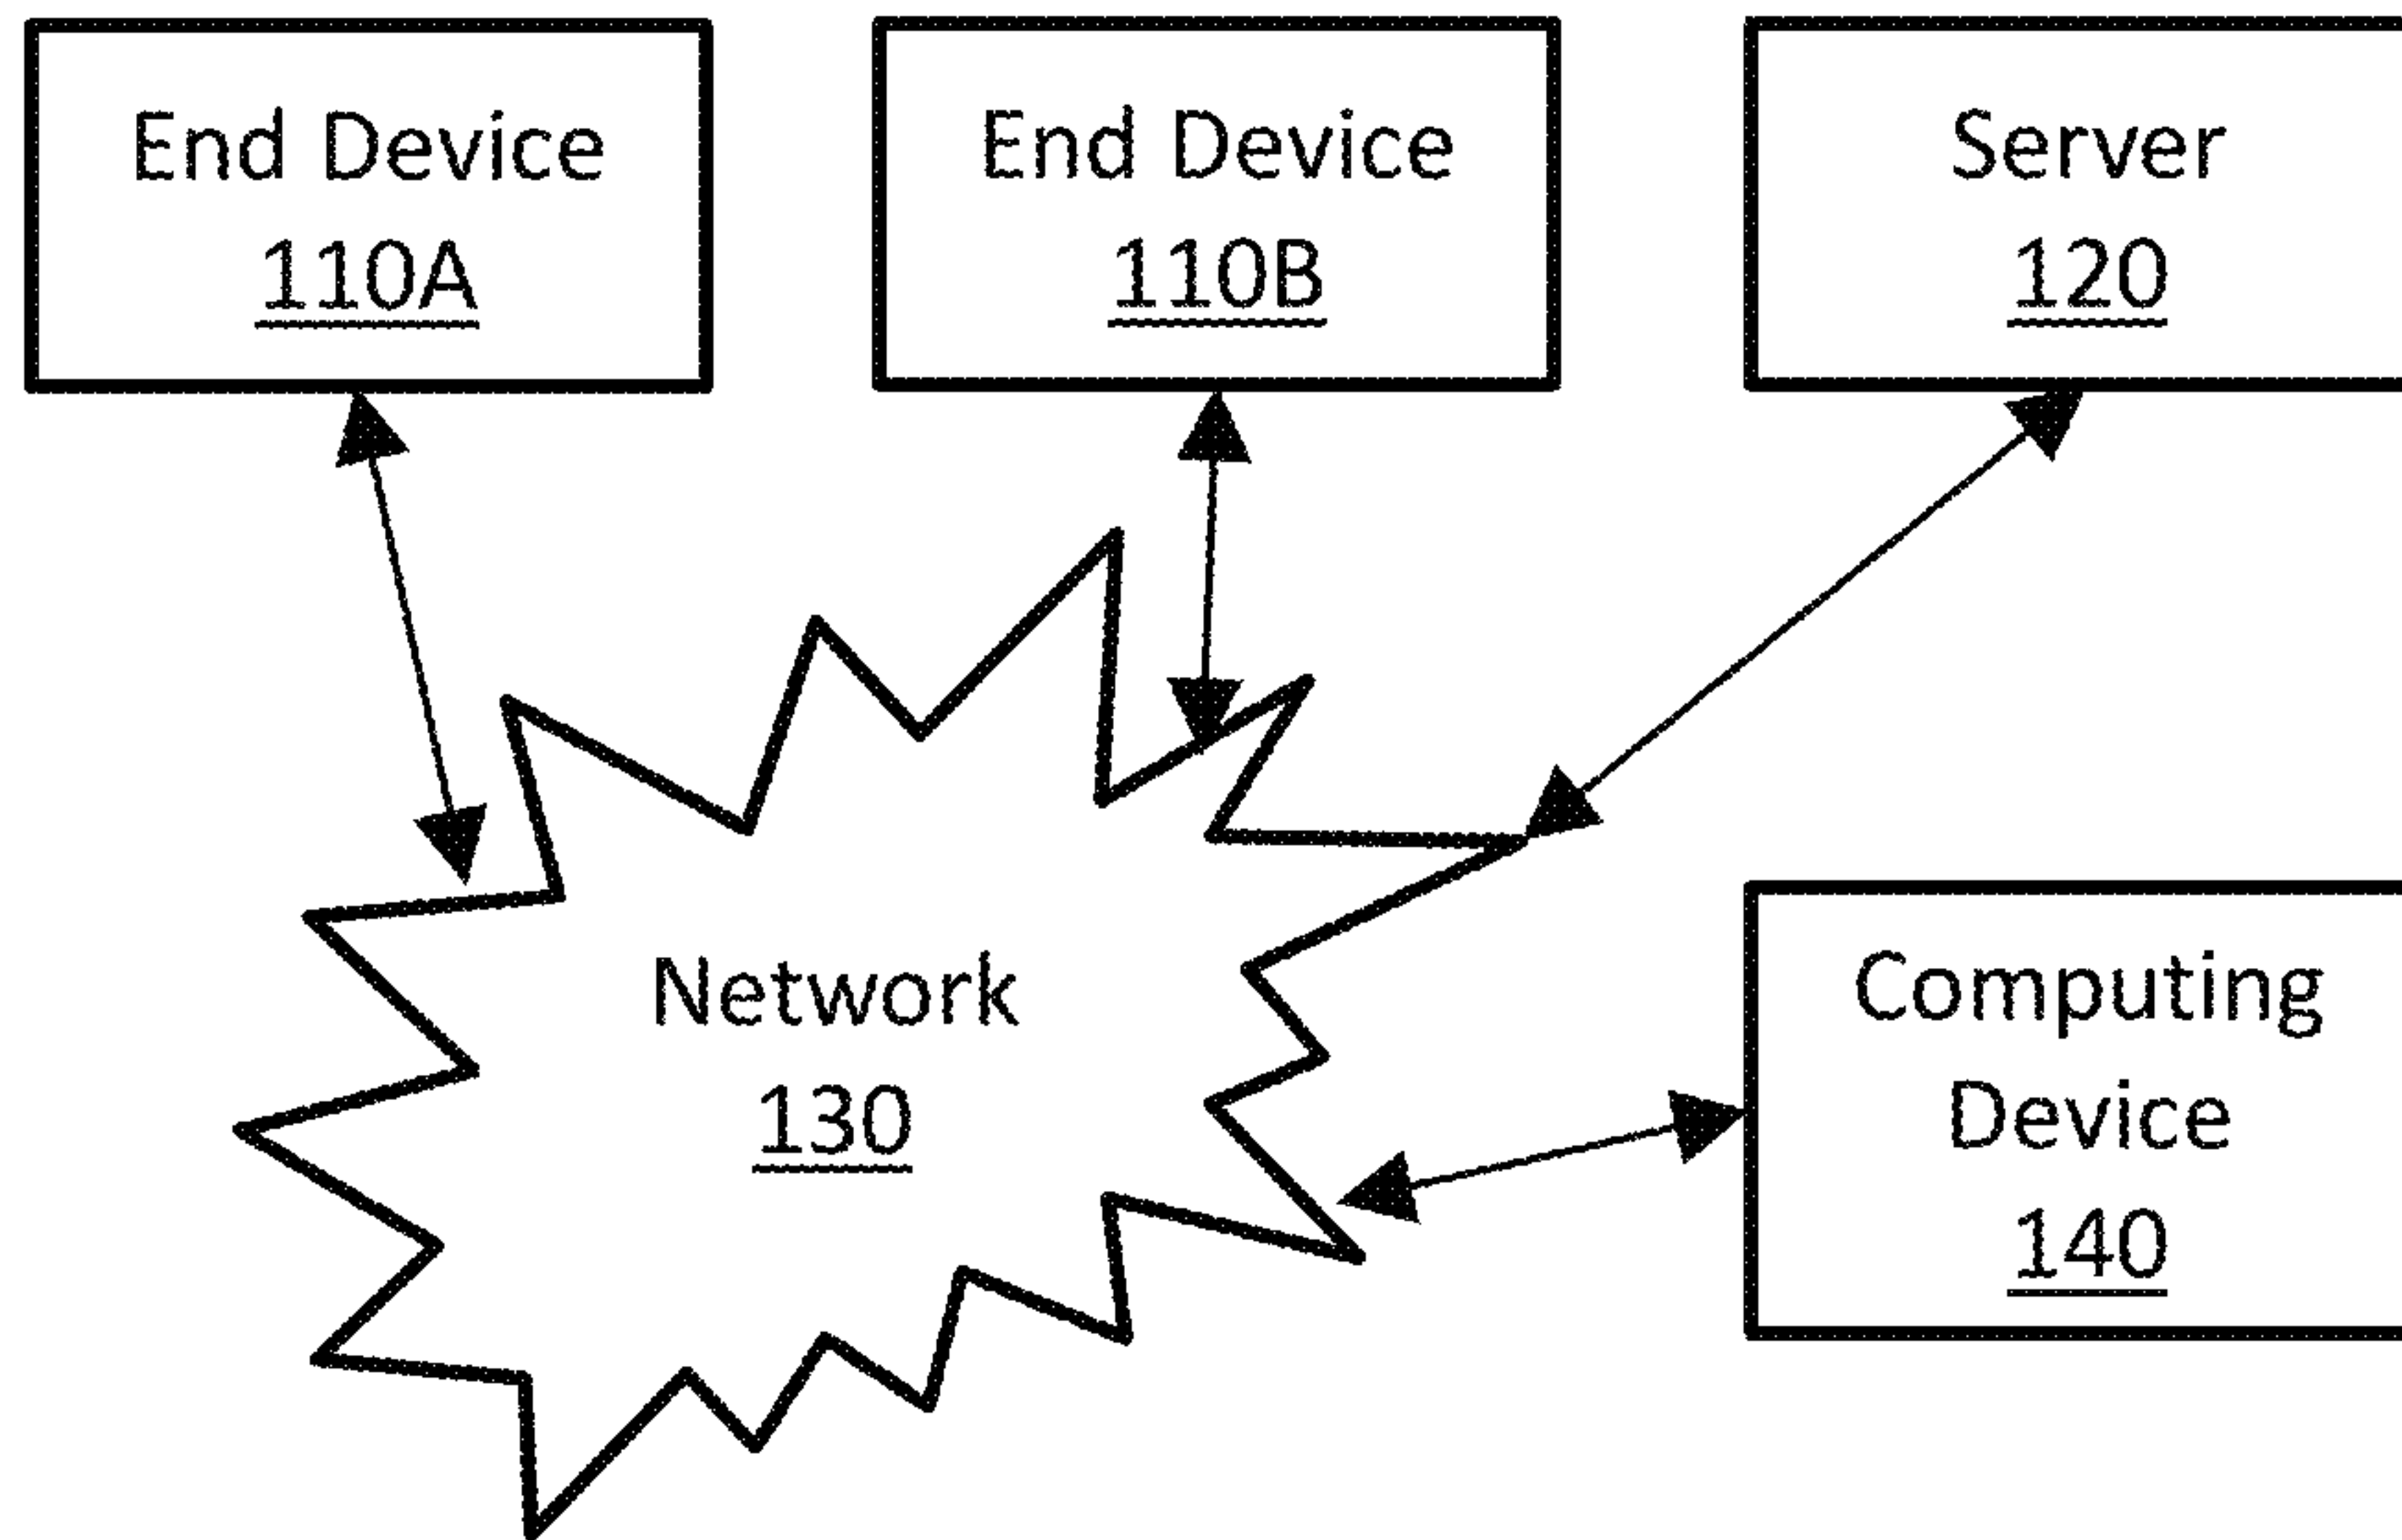 End Device
110A
End Device
110B
Server
120
Network
130
Computing
Device
140